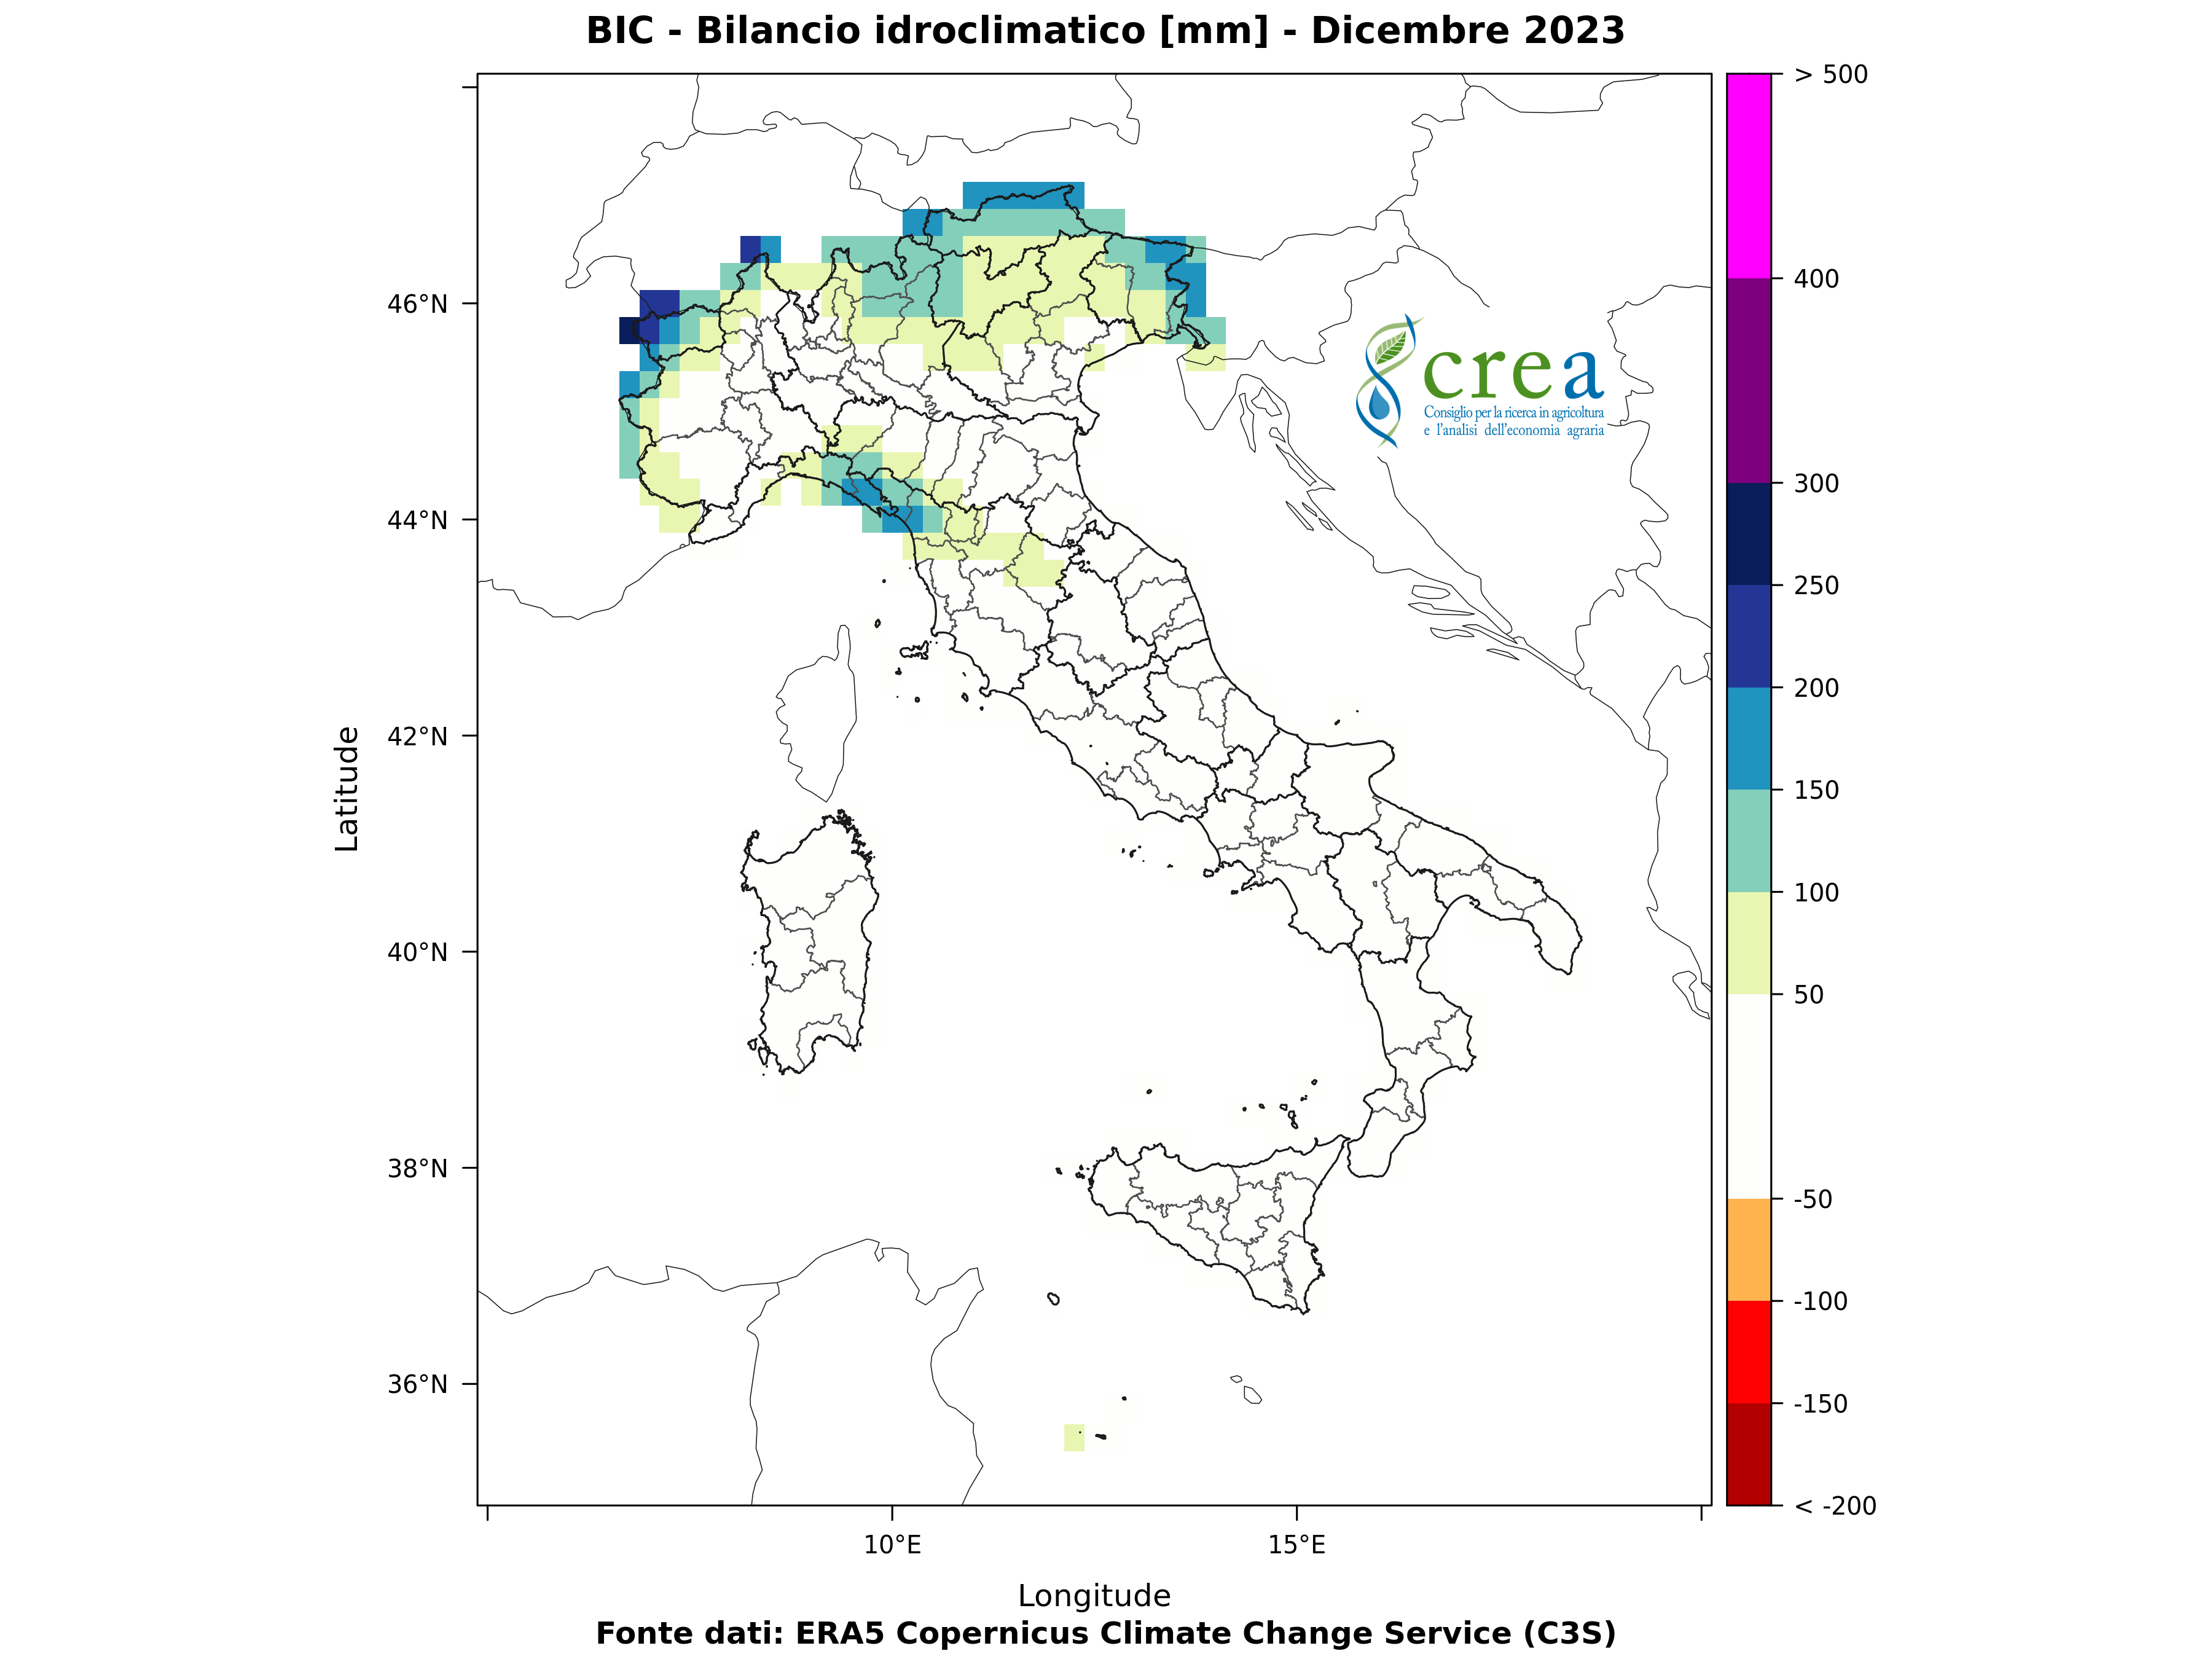 BIC - Bilancio idroclimatico [mm] - Dicembre 2023
> 500
400
300
250
200
150
100
50
-50
-100
-150
< -200
46°N
44°N
42°N
40°N
38°N
36°N
Latitude
crea
Consiglio per la ricerca in agricoltura
e l'analisi dell'economia agraria
10°E
15°E
Longitude
Fonte dati: ERA5 Copernicus Climate Change Service (C3S)